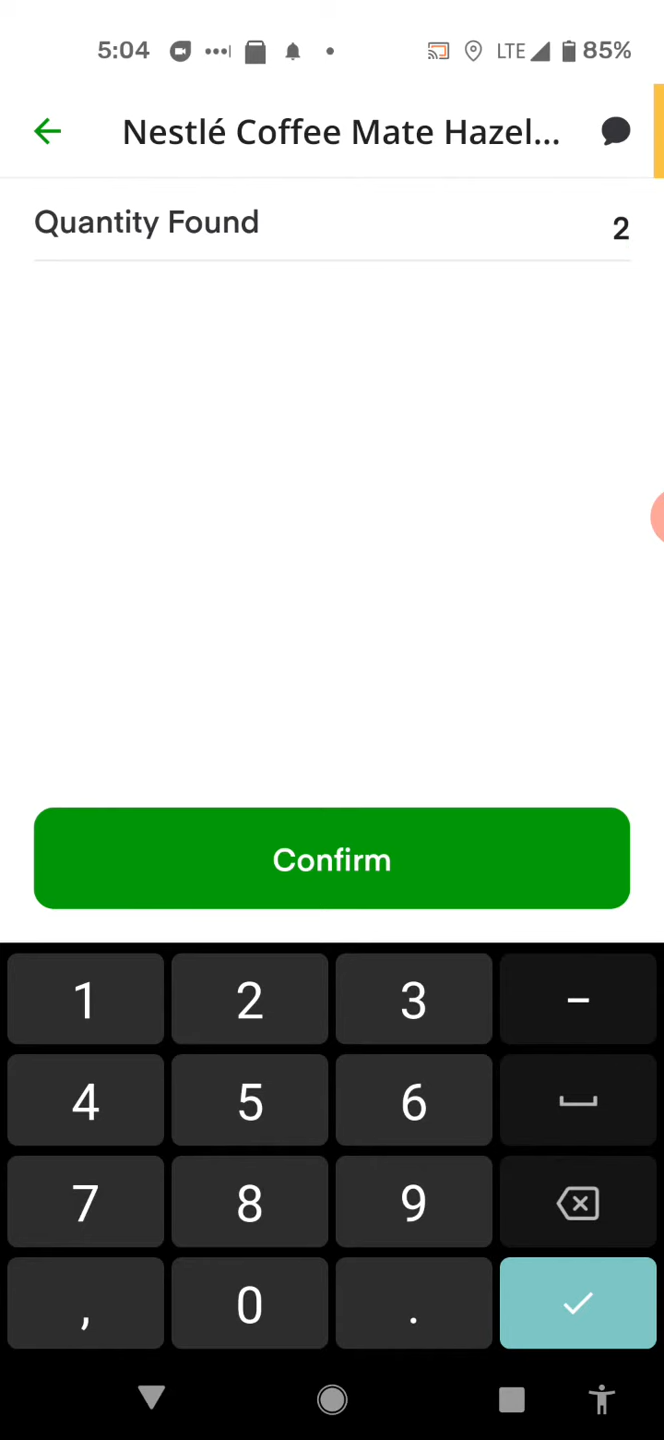 5:04 LTE 85%
Nestlé Coffee Mate Hazel...
Quantity Found 2
Confirm
1 2 3 -
4 5 6
7 8 9
, 0 .